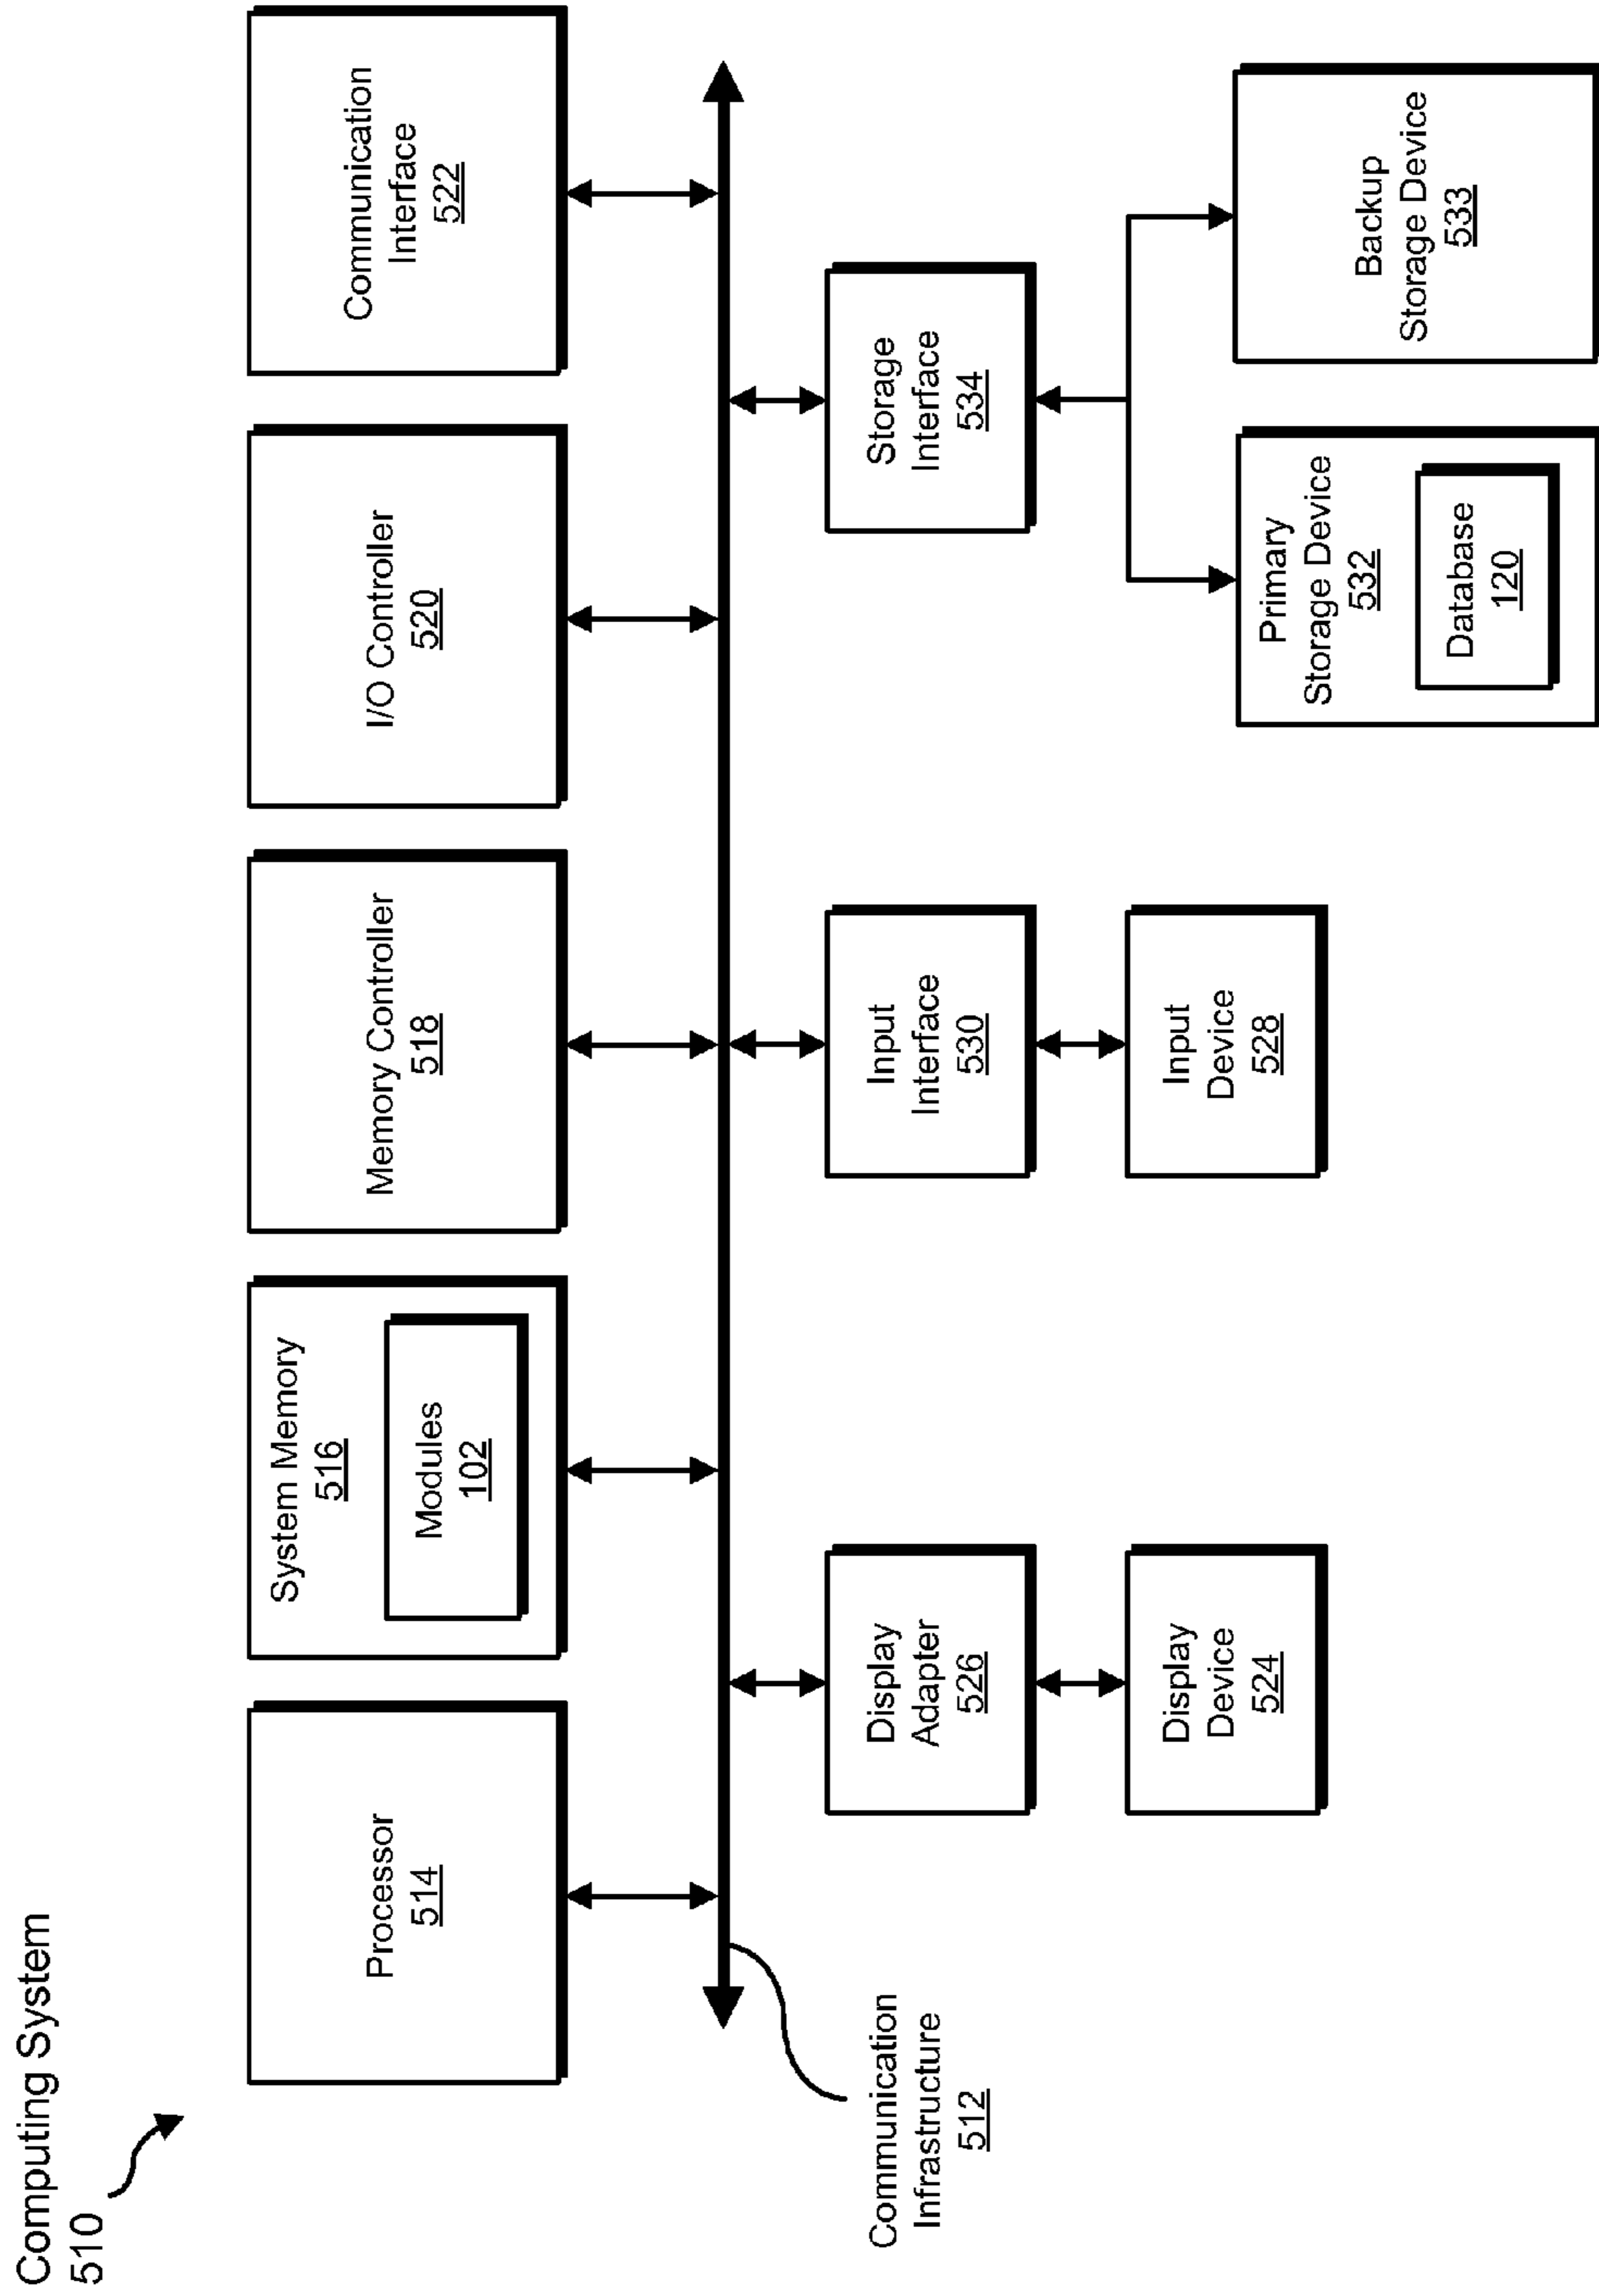 Computing System
510
Processor
514
System Memory
516
Modules
102
Memory Controller
518
I/O Controller
520
Communication
Interface
522
Communication
Infrastructure
512
Display
Adapter
526
Input
Interface
530
Storage
Interface
534
Display
Device
524
Input
Device
528
Primary
Storage Device
532
Database
120
Backup
Storage Device
533